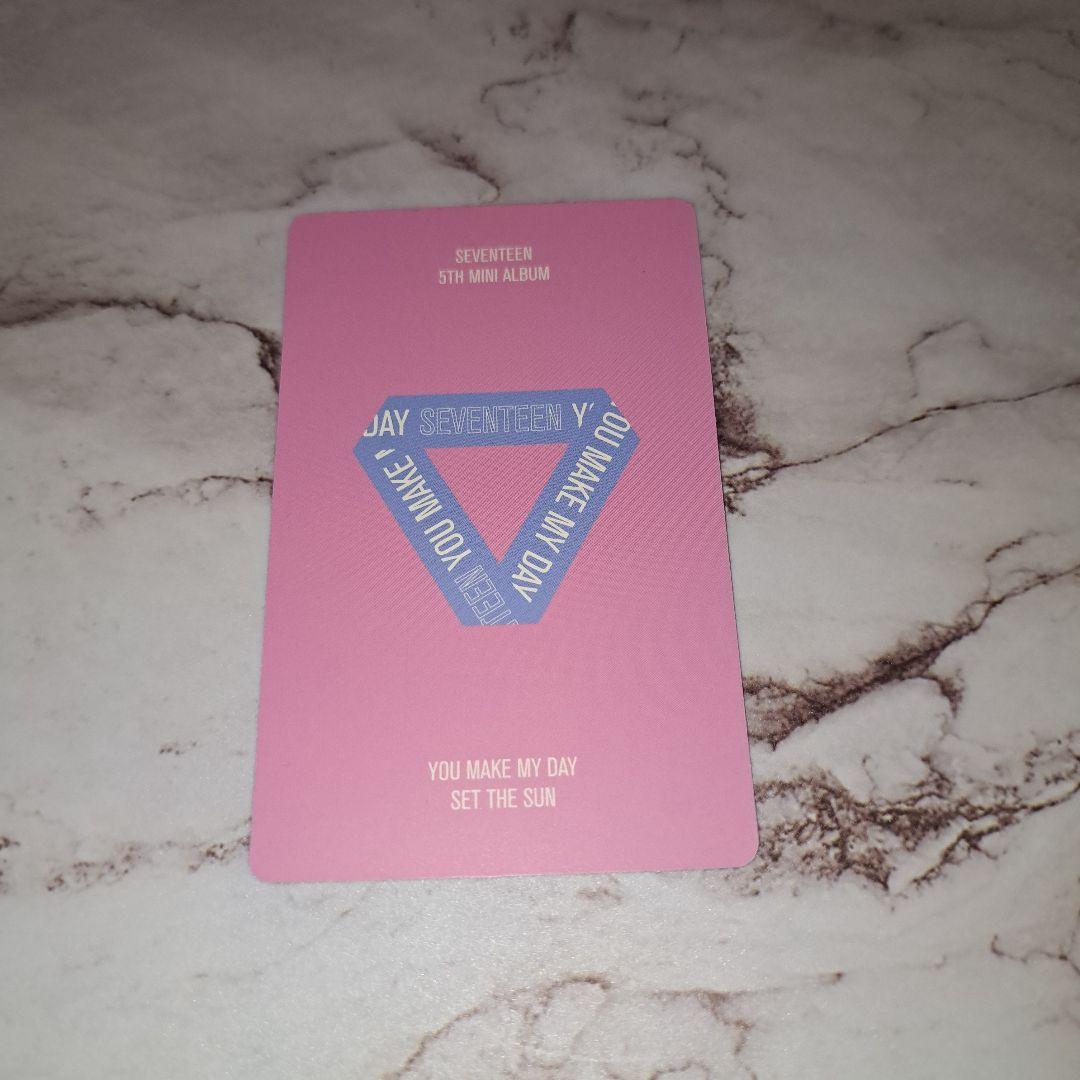 SEVENTEEN
5TH MINI ALBUM
DAY SEVENTEEN Y
YOU MAKE MY DAY
TEEN YOU MAKE
YOU MAKE MY DAY
SET THE SUN